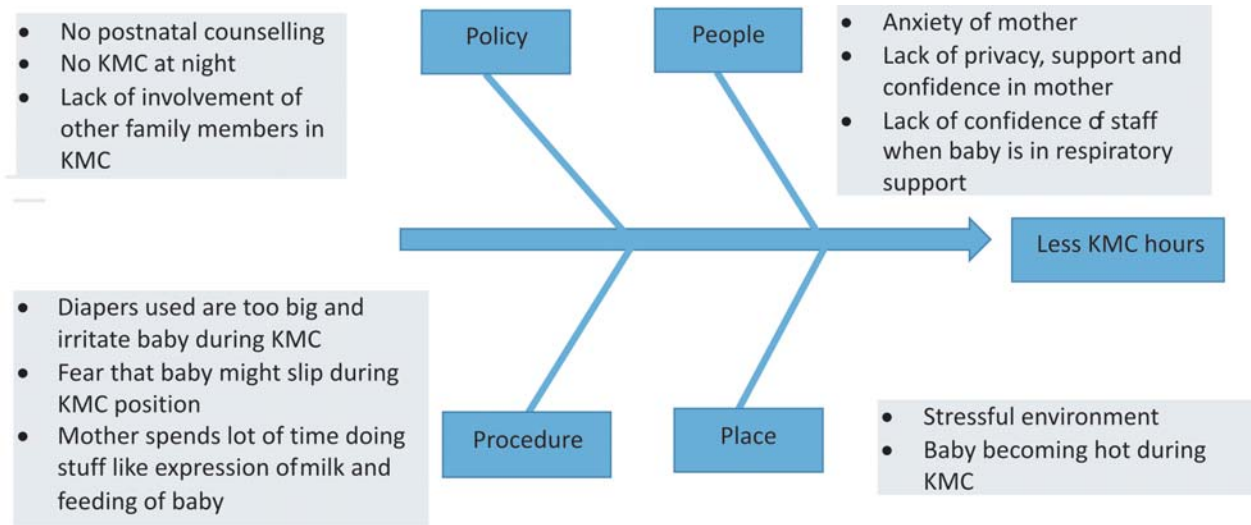 • No postnatal counselling
• No KMC at night
• Lack of involvement of
other family members in
KMC
Policy
People
• Anxiety of mother
• Lack of privacy, support and
confidence in mother
• Lack of confidence of staff
when baby is in respiratory
support
Less KMC hours
• Diapers used are too big and
irritate baby during KMC
• Fear that baby might slip during
KMC position
• Mother spends lot of time doing
stuff like expression of milk and
feeding of baby
Procedure
Place
• Stressful environment
• Baby becoming hot during
KMC